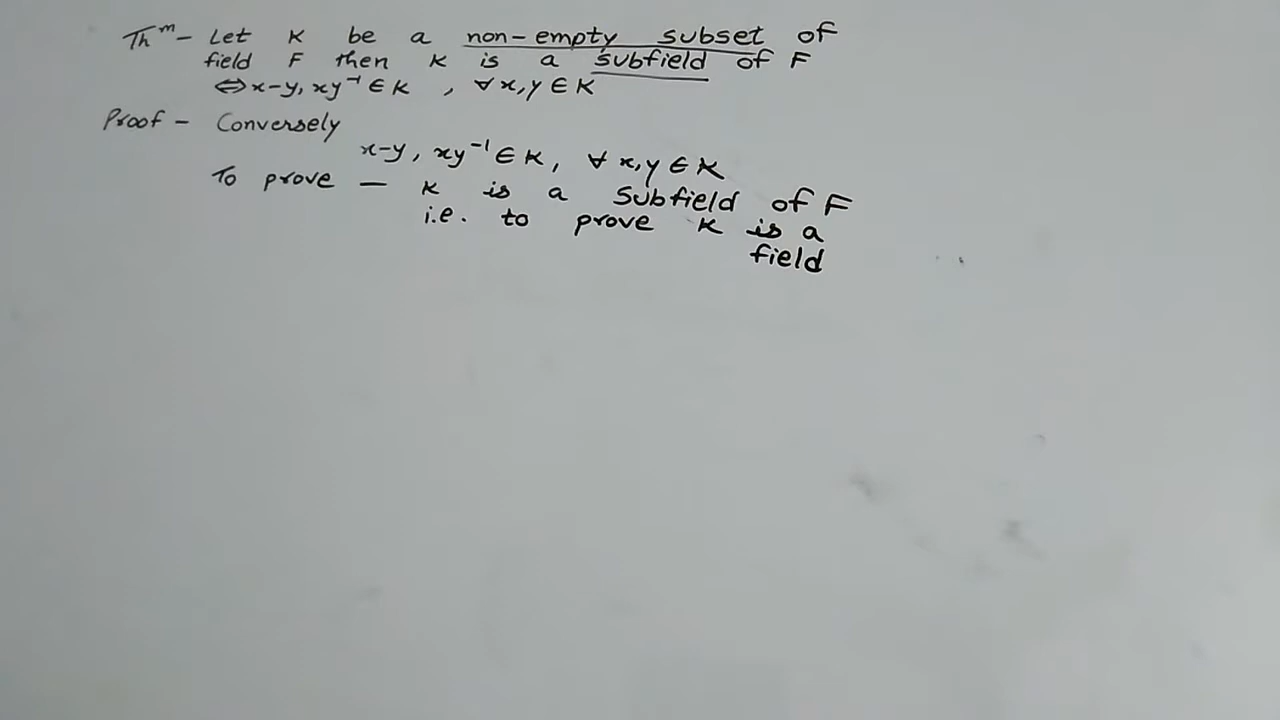 Thᵐ- Let K be a non-empty subset of
field F then K is a subfield of F
⇔ x-y, xy⁻¹ ∈ K , ∀ x,y ∈ K
Proof - Conversely
x-y, xy⁻¹ ∈ K, ∀ x,y ∈ K
To prove — K is a Subfield of F
i.e. to prove K is a
field